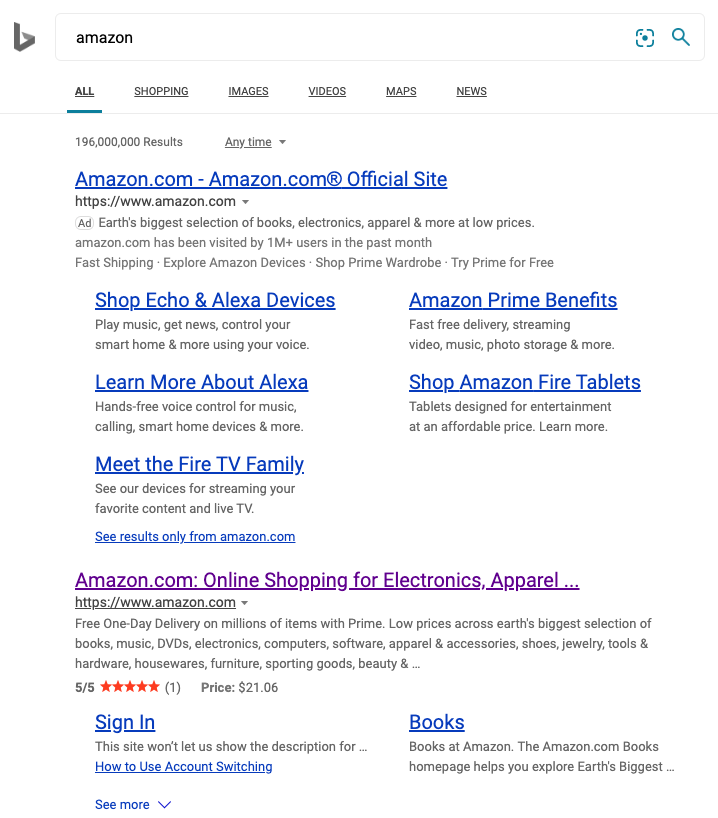 amazon
ALL SHOPPING IMAGES VIDEOS MAPS NEWS
196,000,000 Results Any time
Amazon.com - Amazon.com® Official Site
https://www.amazon.com
Ad Earth's biggest selection of books, electronics, apparel & more at low prices.
amazon.com has been visited by 1M+ users in the past month
Fast Shipping · Explore Amazon Devices · Shop Prime Wardrobe · Try Prime for Free
Shop Echo & Alexa Devices
Play music, get news, control your
smart home & more using your voice.
Amazon Prime Benefits
Fast free delivery, streaming
video, music, photo storage & more.
Learn More About Alexa
Hands-free voice control for music,
calling, smart home devices & more.
Shop Amazon Fire Tablets
Tablets designed for entertainment
at an affordable price. Learn more.
Meet the Fire TV Family
See our devices for streaming your
favorite content and live TV.
See results only from amazon.com
Amazon.com: Online Shopping for Electronics, Apparel ...
https://www.amazon.com
Free One-Day Delivery on millions of items with Prime. Low prices across earth's biggest selection of
books, music, DVDs, electronics, computers, software, apparel & accessories, shoes, jewelry, tools &
hardware, housewares, furniture, sporting goods, beauty & …
5/5 ★★★★★ (1) Price: $21.06
Sign In
This site won’t let us show the description for …
How to Use Account Switching
Books
Books at Amazon. The Amazon.com Books
homepage helps you explore Earth's Biggest …
See more